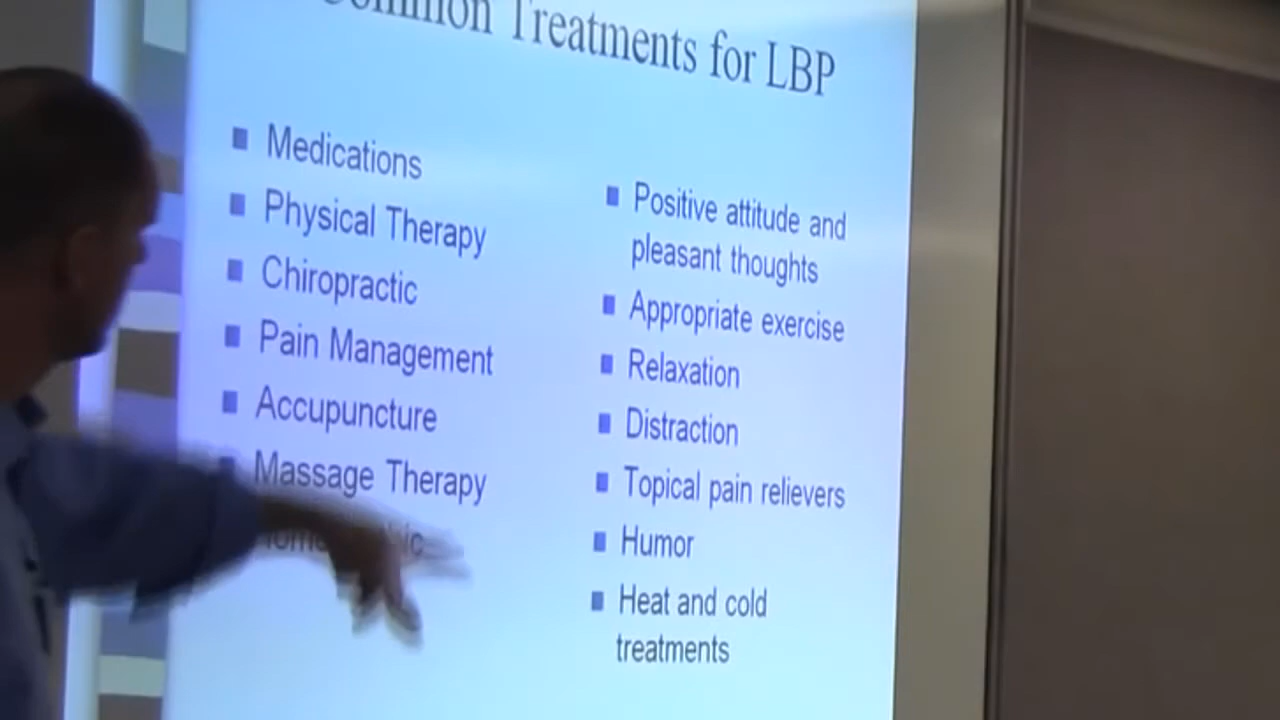 Common Treatments for LBP
Medications
Physical Therapy
Chiropractic
Pain Management
Accupuncture
Massage Therapy
Positive attitude and
pleasant thoughts
Appropriate exercise
Relaxation
Distraction
Topical pain relievers
Humor
Heat and cold
treatments